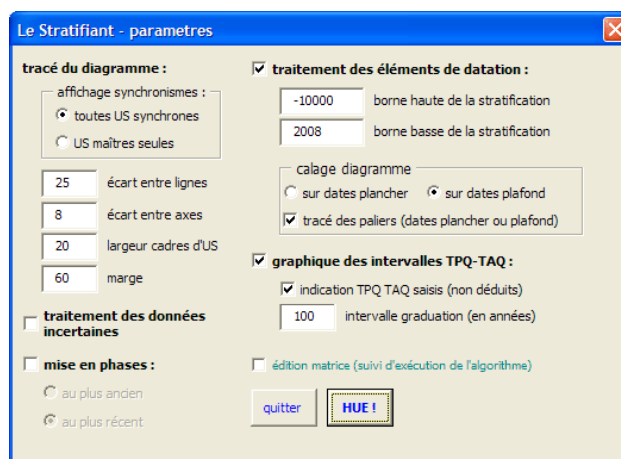 Le Stratifiant - parametres
tracé du diagramme :
affichage synchronismes :
toutes US synchrones
US maîtres seules
25 écart entre lignes
8 écart entre axes
20 largeur cadres d'US
60 marge
traitement des données
incertaines
mise en phases :
au plus ancien
au plus récent
traitement des éléments de datation :
-10000 borne haute de la stratification
2008 borne basse de la stratification
calage diagramme
sur dates plancher sur dates plafond
tracé des paliers (dates plancher ou plafond)
graphique des intervalles TPQ-TAQ :
indication TPQ TAQ saisis (non déduits)
100 intervalle graduation (en années)
édition matrice (suivi d'exécution de l'algorithme)
quitter HUE !